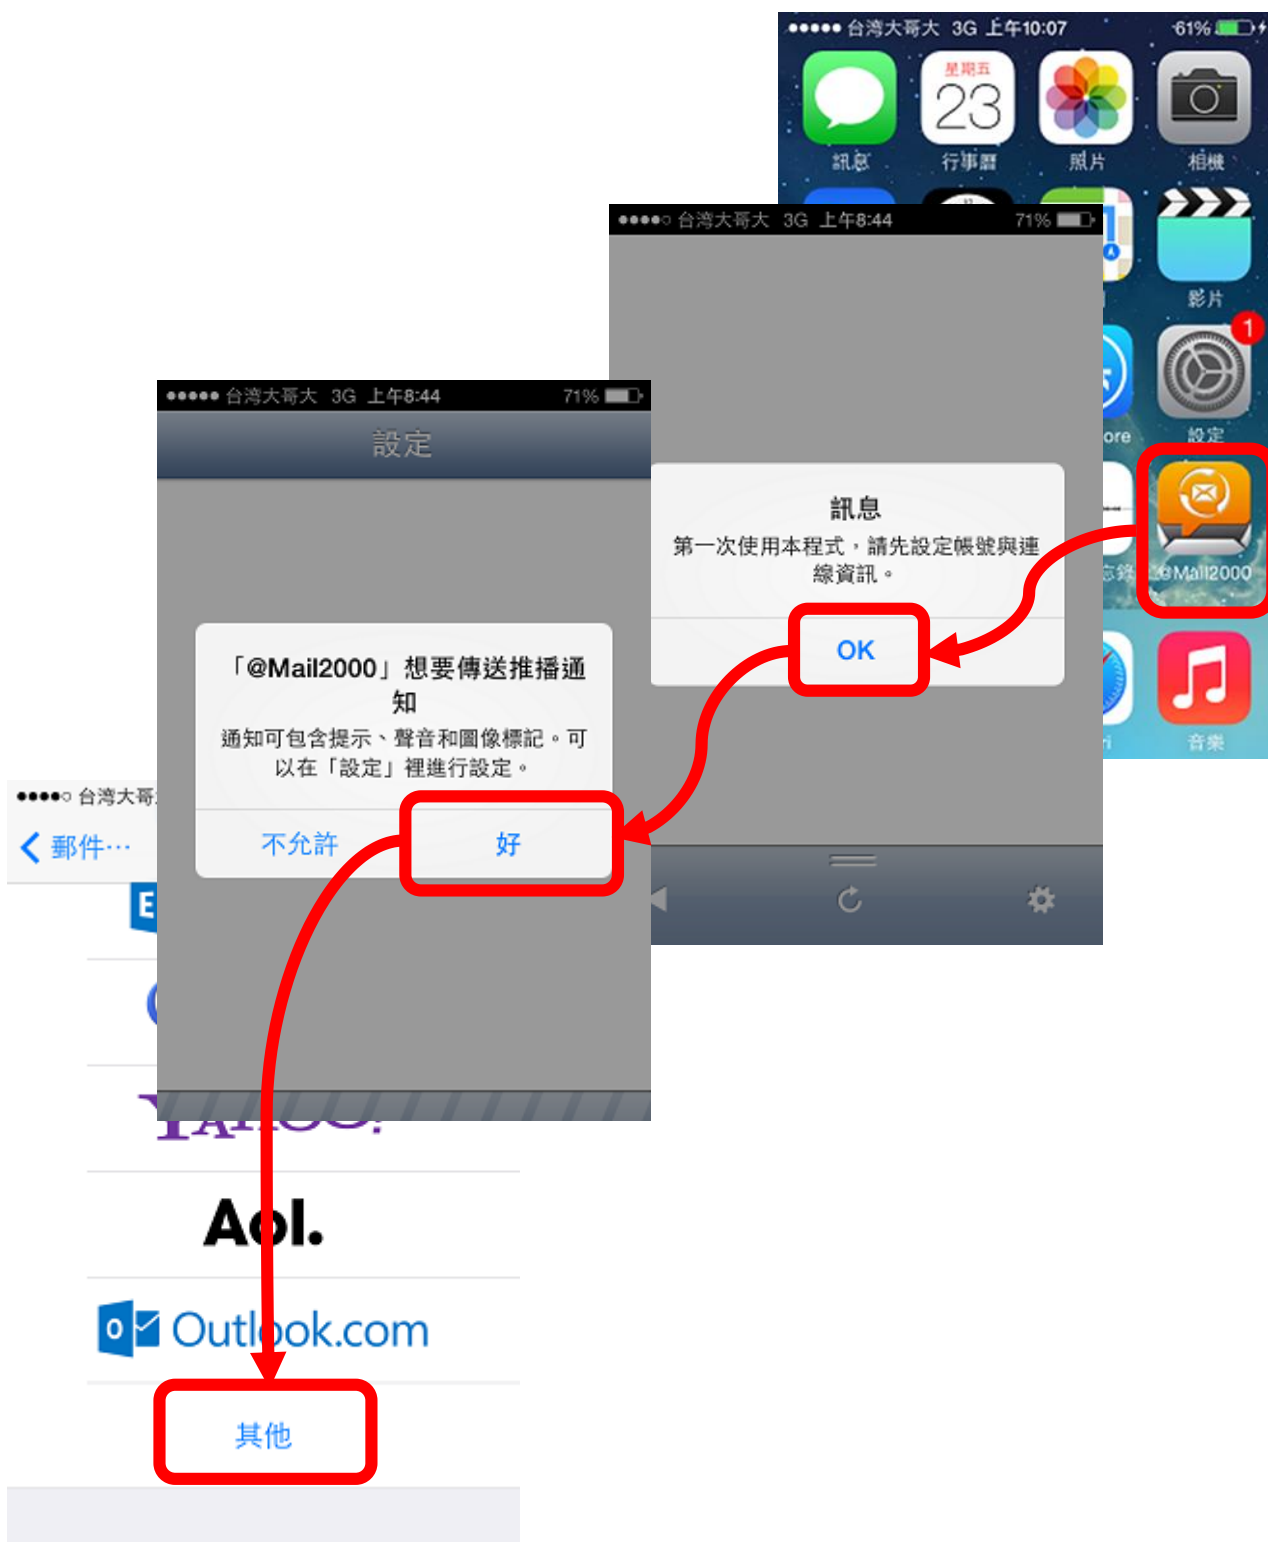 ●●●●● 台湾大哥大 3G 上午10:07 61%
星期五
23
訊息 行事曆 照片 相機
影片
1
設定
@Mail2000
音樂
●●●●○ 台湾大哥大 3G 上午8:44 71%
訊息
第一次使用本程式，請先設定帳號與連
線資訊。
OK
●●●●● 台湾大哥大 3G 上午8:44 71%
設定
「@Mail2000」想要傳送推播通
知
通知可包含提示、聲音和圖像標記。可
以在「設定」裡進行設定。
不允許 好
●●●●○ 台湾大哥
郵件…
E
YAHOO!
Aol.
Outlook.com
其他